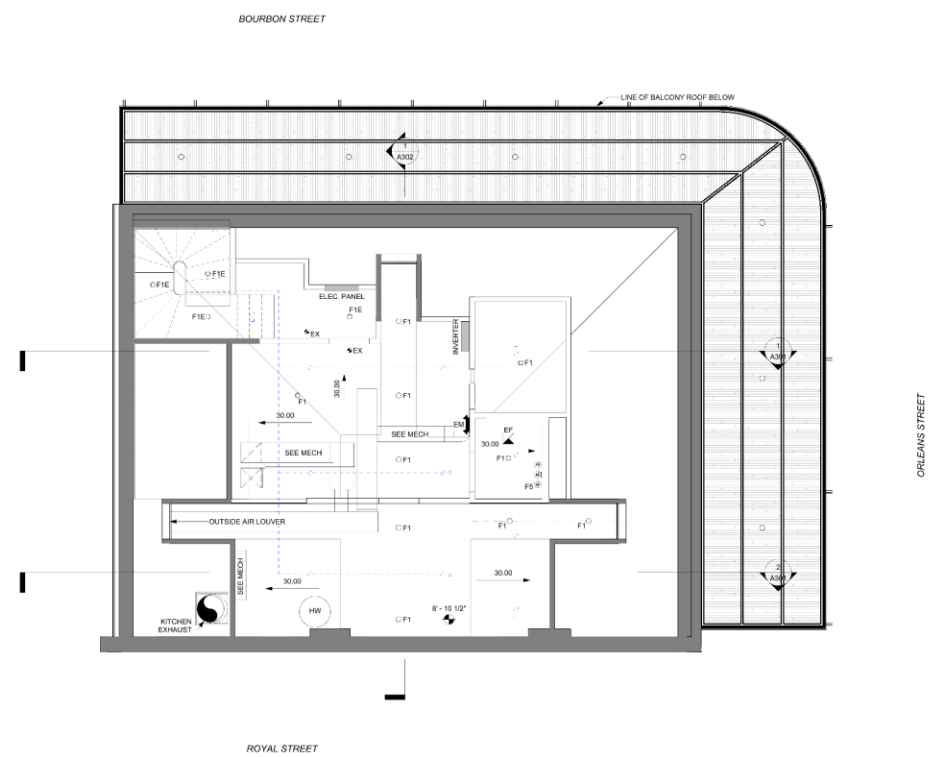 BOURBON STREET
LINE OF BALCONY ROOF BELOW
1
A302
F1E
F1E
ELEC. PANEL
F1E
F1E
F1
EX
INVERTER
EX
1
A301
F1
30.00
F1
F1
ORLEANS STREET
30.00
EM
EF
SEE MECH
30.00
SEE MECH
F1
F1
F5
OUTSIDE AIR LOUVER
F1
F1
F1
SEE MECH
30.00
30.00
2
A301
HW
8' - 10 1/2"
KITCHEN
EXHAUST
F1
ROYAL STREET